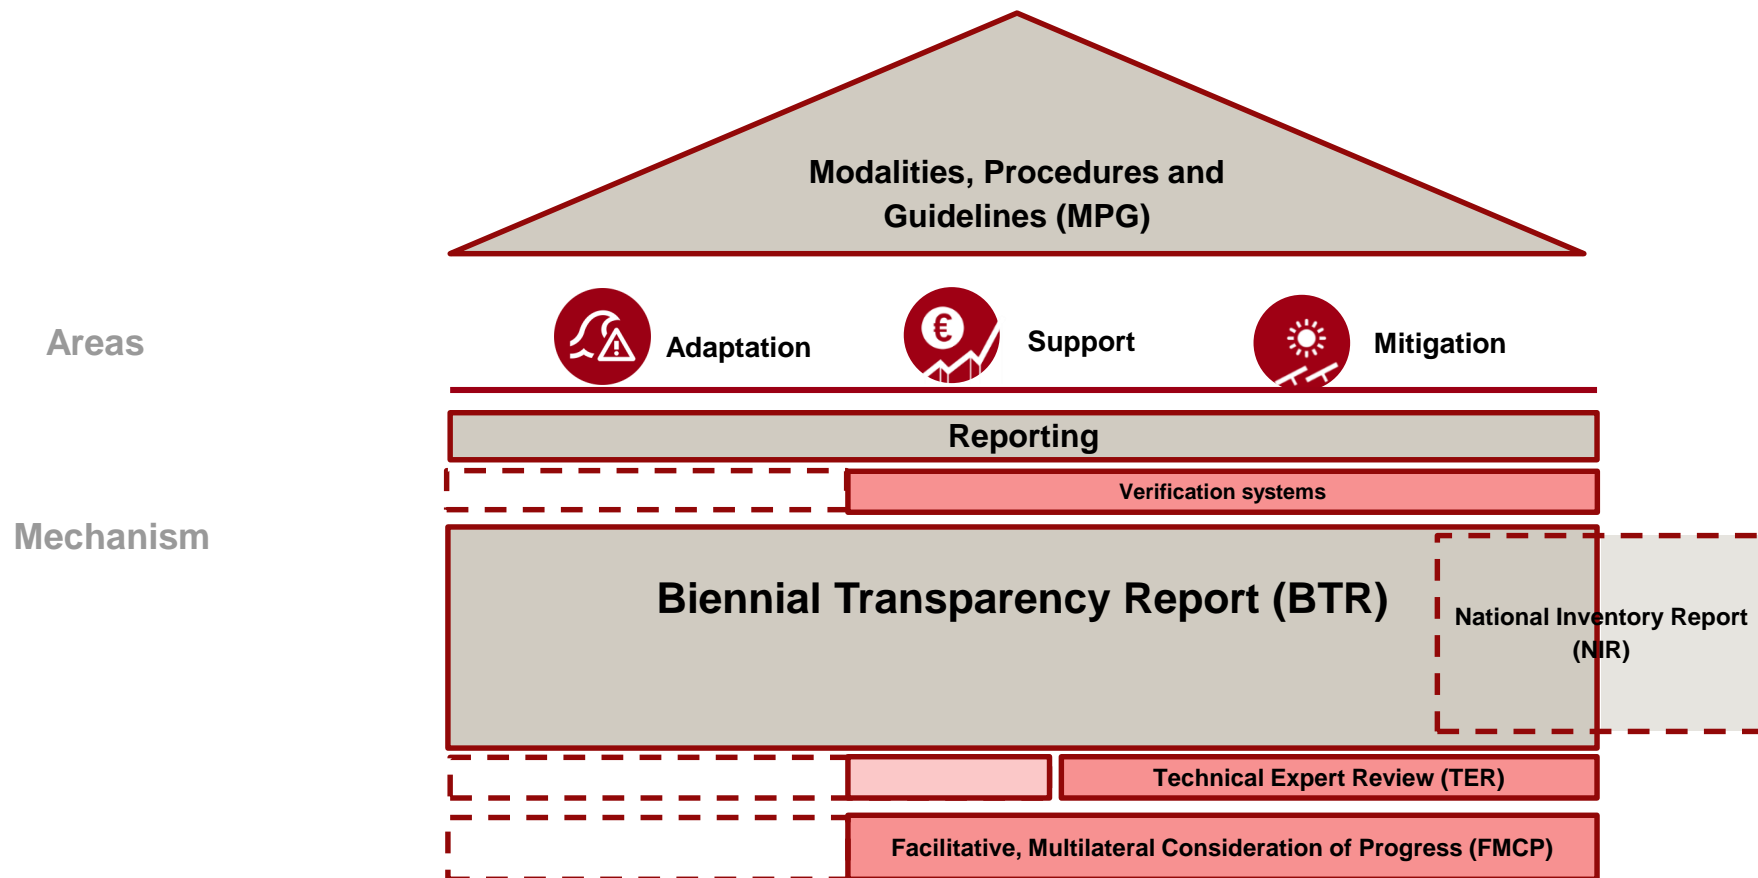 Modalities, Procedures and
Guidelines (MPG)
Areas
Adaptation
€
Support
Mitigation
Reporting
Verification systems
Mechanism
Biennial Transparency Report (BTR)
National Inventory Report
(NIR)
Technical Expert Review (TER)
Facilitative, Multilateral Consideration of Progress (FMCP)